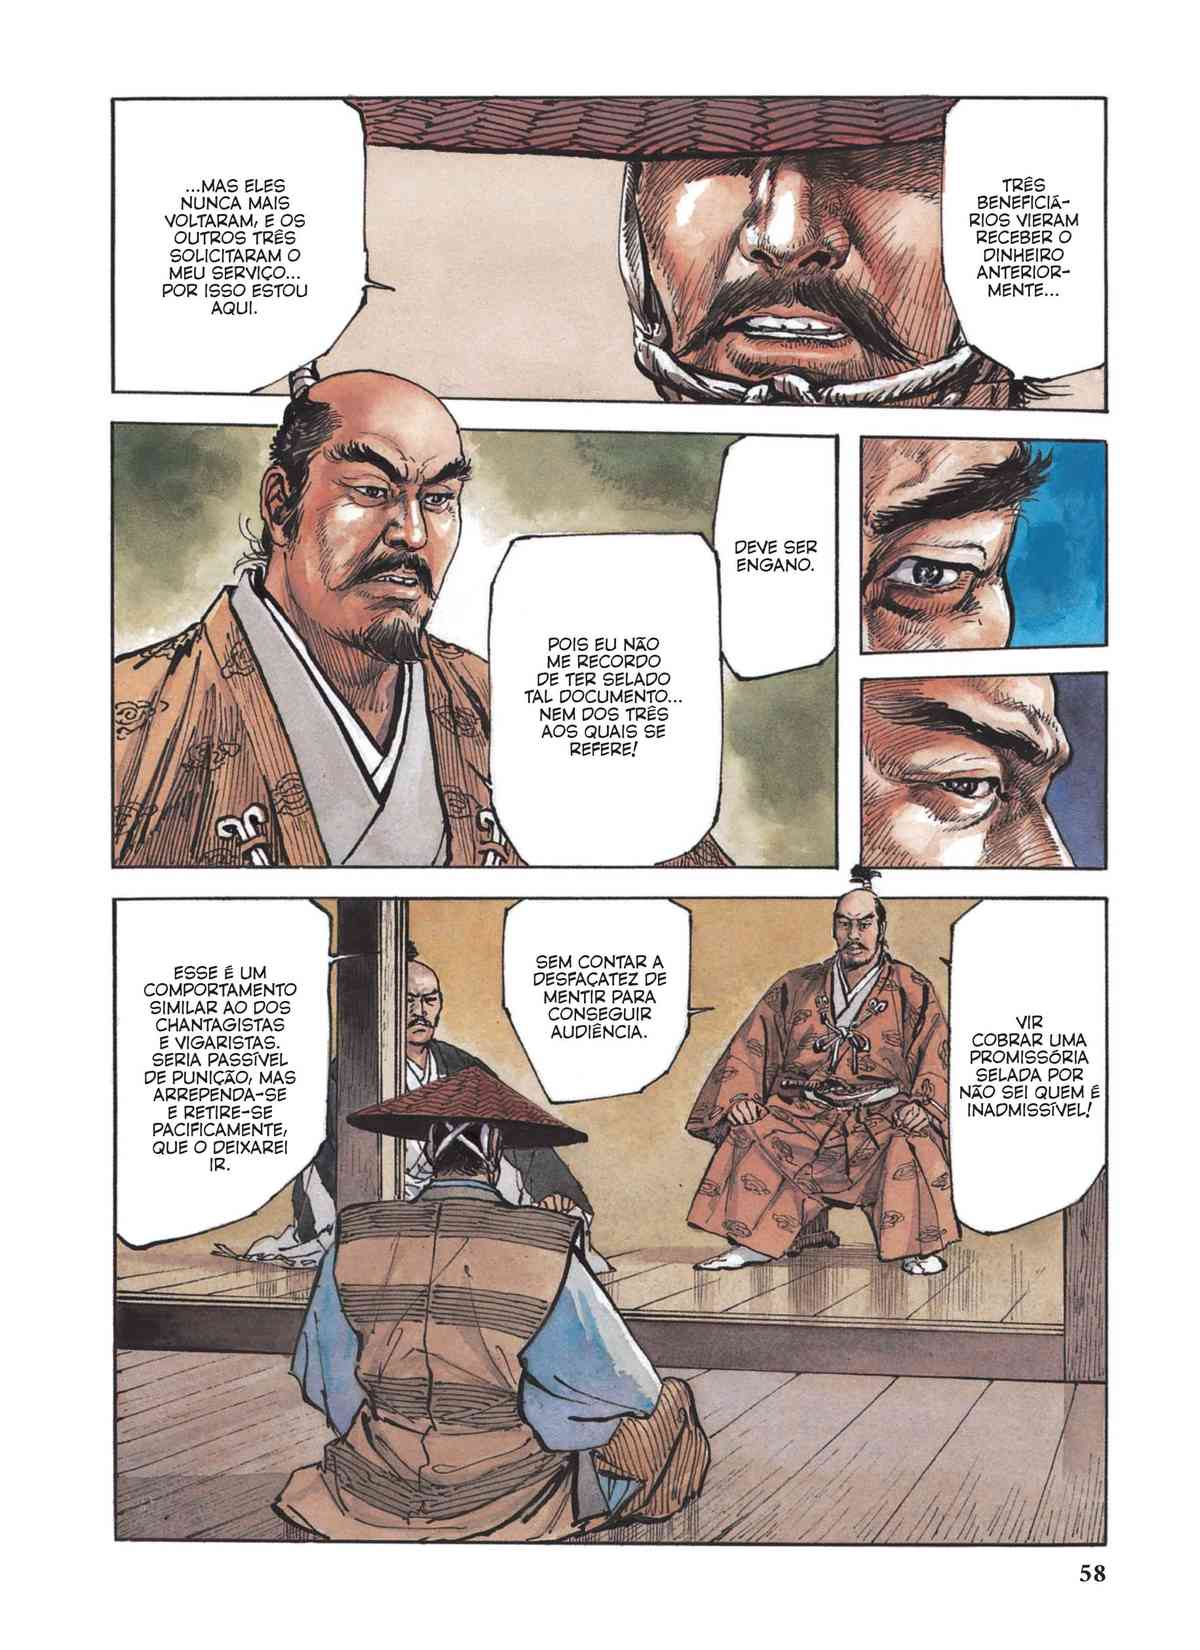 TRÊS
BENEFICIÁ-
RIOS VIERAM
RECEBER O
DINHEIRO
ANTERIOR-
MENTE...
...MAS ELES
NUNCA MAIS
VOLTARAM, E OS
OUTROS TRÊS
SOLICITARAM O
MEU SERVIÇO...
POR ISSO ESTOU
AQUI.
DEVE SER
ENGANO.
POIS EU NÃO
ME RECORDO
DE TER SELADO
TAL DOCUMENTO...
NEM DOS TRÊS
AOS QUAIS SE
REFERE!
VIR
COBRAR UMA
PROMISSÓRIA
SELADA POR
NÃO SEI QUEM É
INADMISSÍVEL!
SEM CONTAR A
DESFAÇATEZ DE
MENTIR PARA
CONSEGUIR
AUDIÊNCIA.
ESSE É UM
COMPORTAMENTO
SIMILAR AO DOS
CHANTAGISTAS
E VIGARISTAS.
SERIA PASSÍVEL
DE PUNIÇÃO, MAS
ARREPENDA-SE
E RETIRE-SE
PACIFICAMENTE,
QUE O DEIXAREI
IR.
58